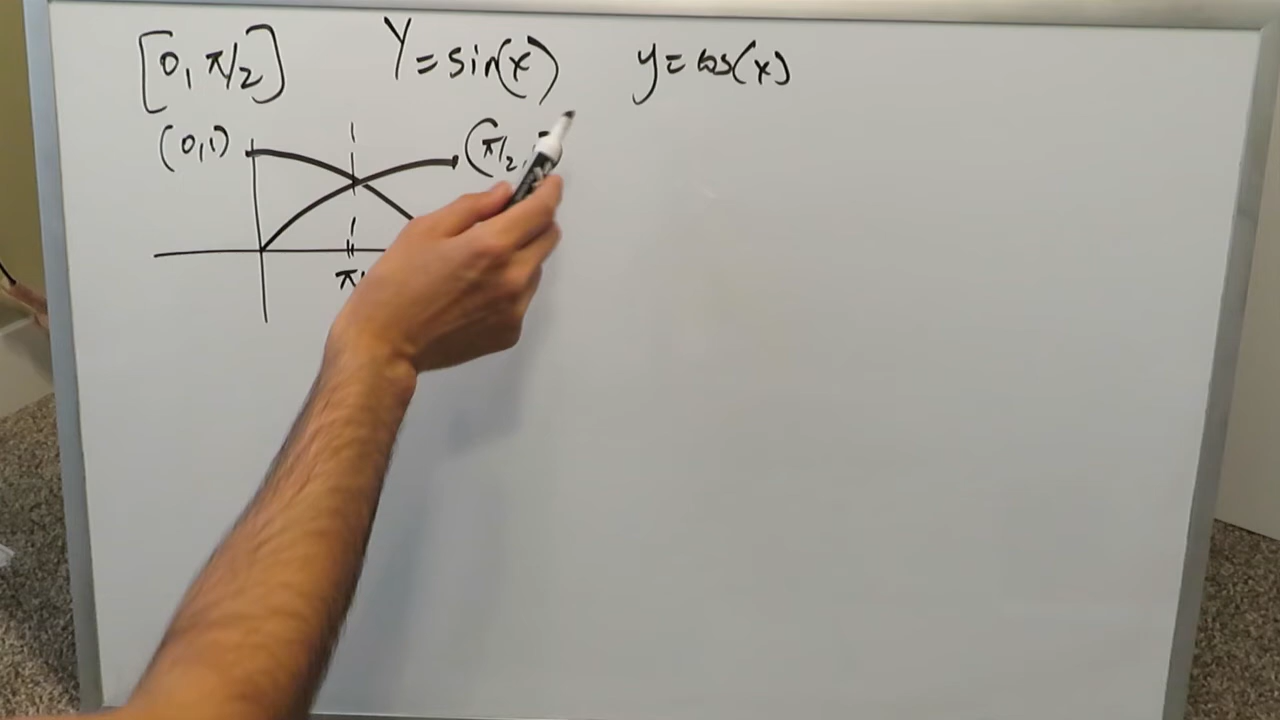 [0, π/2] Y = sin(x) y = cos(x)
(0,1) (π/2,
π